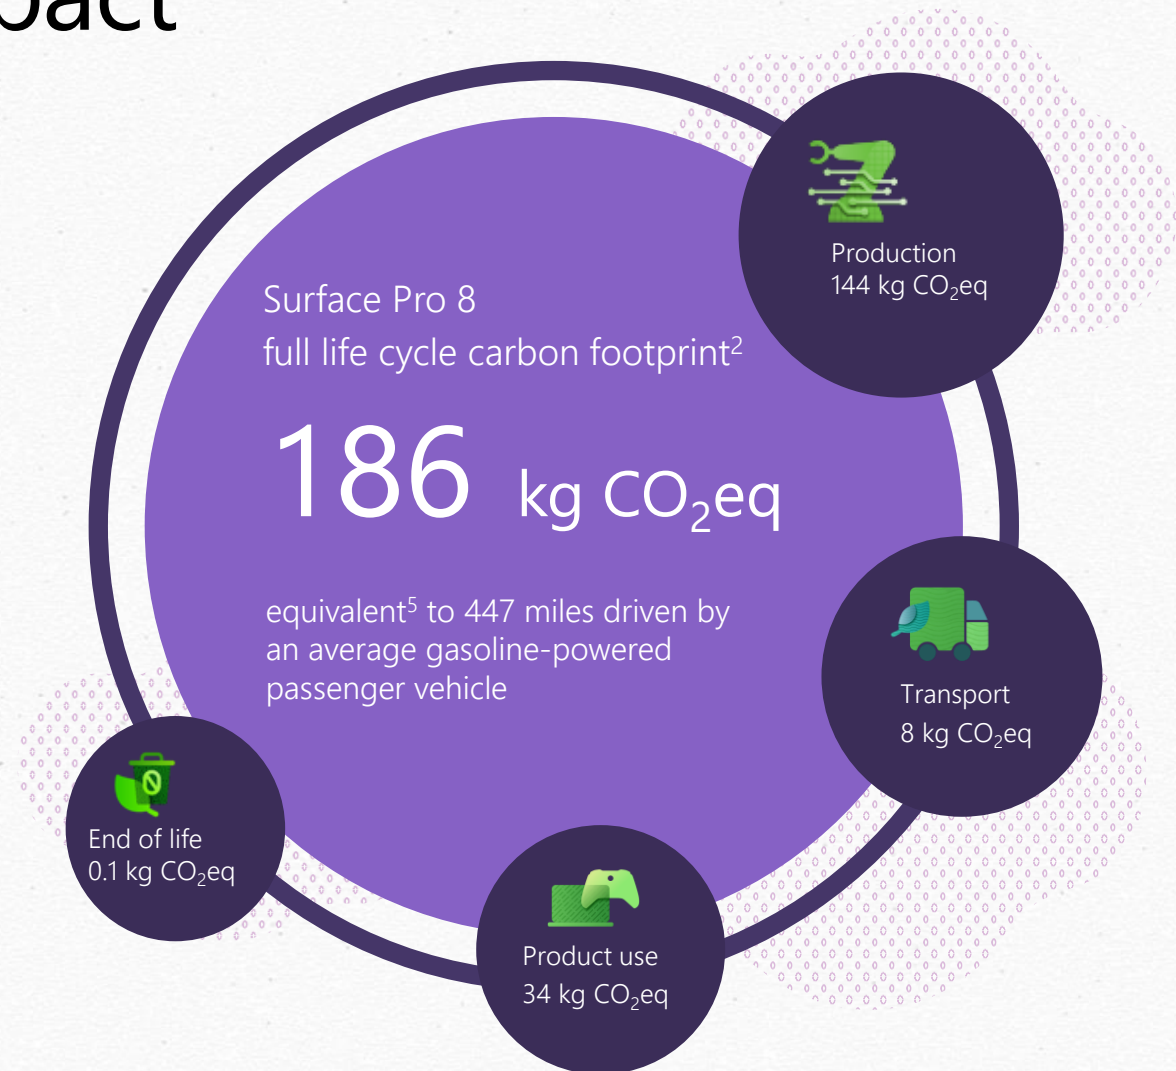 Production
144 kg CO₂eq
Surface Pro 8
full life cycle carbon footprint²
186 kg CO₂eq
equivalent⁵ to 447 miles driven by
an average gasoline-powered
passenger vehicle
Transport
8 kg CO₂eq
End of life
0.1 kg CO₂eq
Product use
34 kg CO₂eq